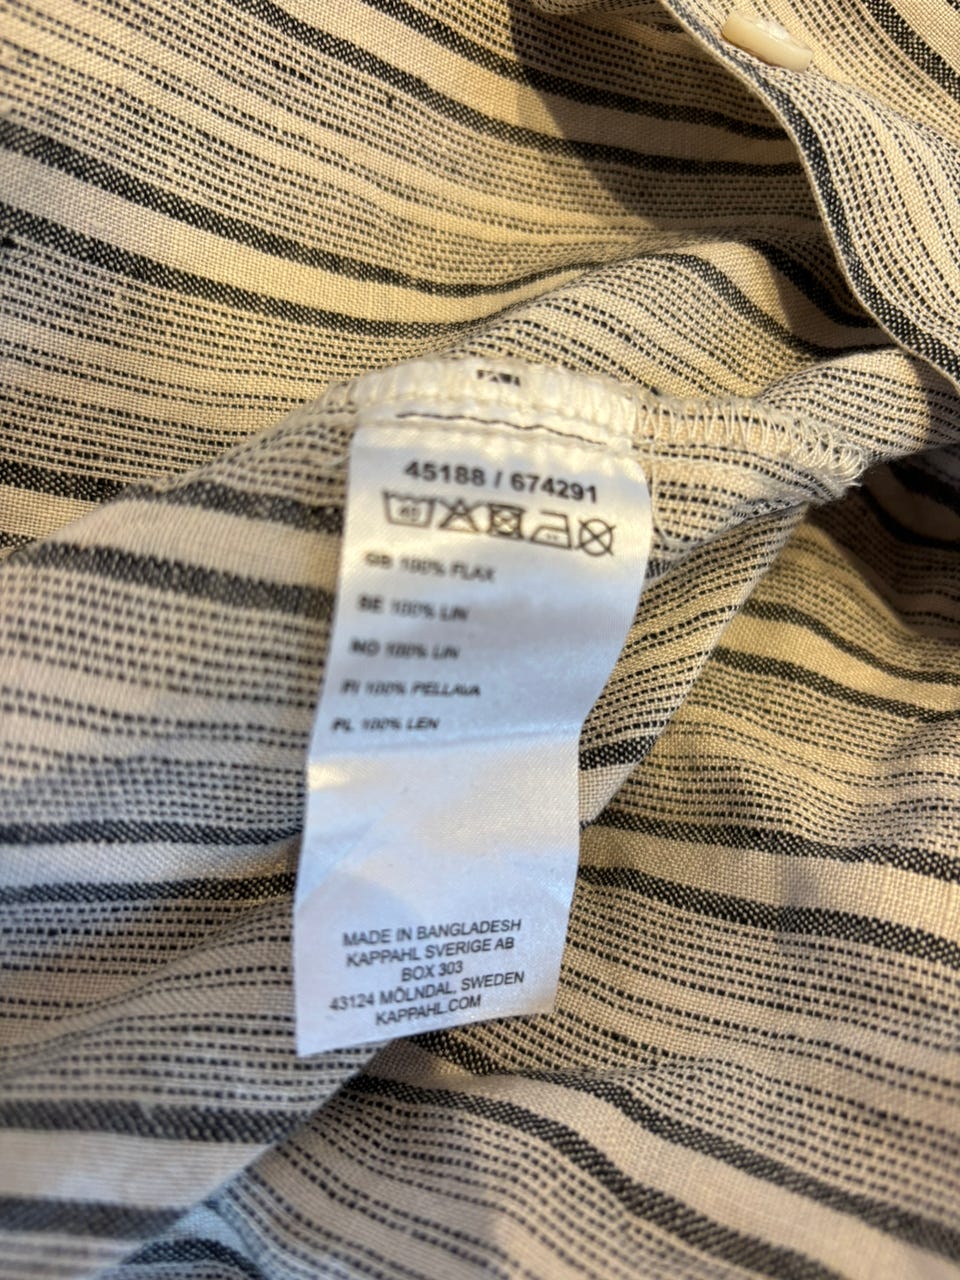 45188 / 674291
40
GB 100% FLAX
SE 100% LIN
NO 100% LIN
FI 100% PELLAVA
PL 100% LEN
MADE IN BANGLADESH
KAPPAHL SVERIGE AB
BOX 303
43124 MÖLNDAL, SWEDEN
KAPPAHL.COM